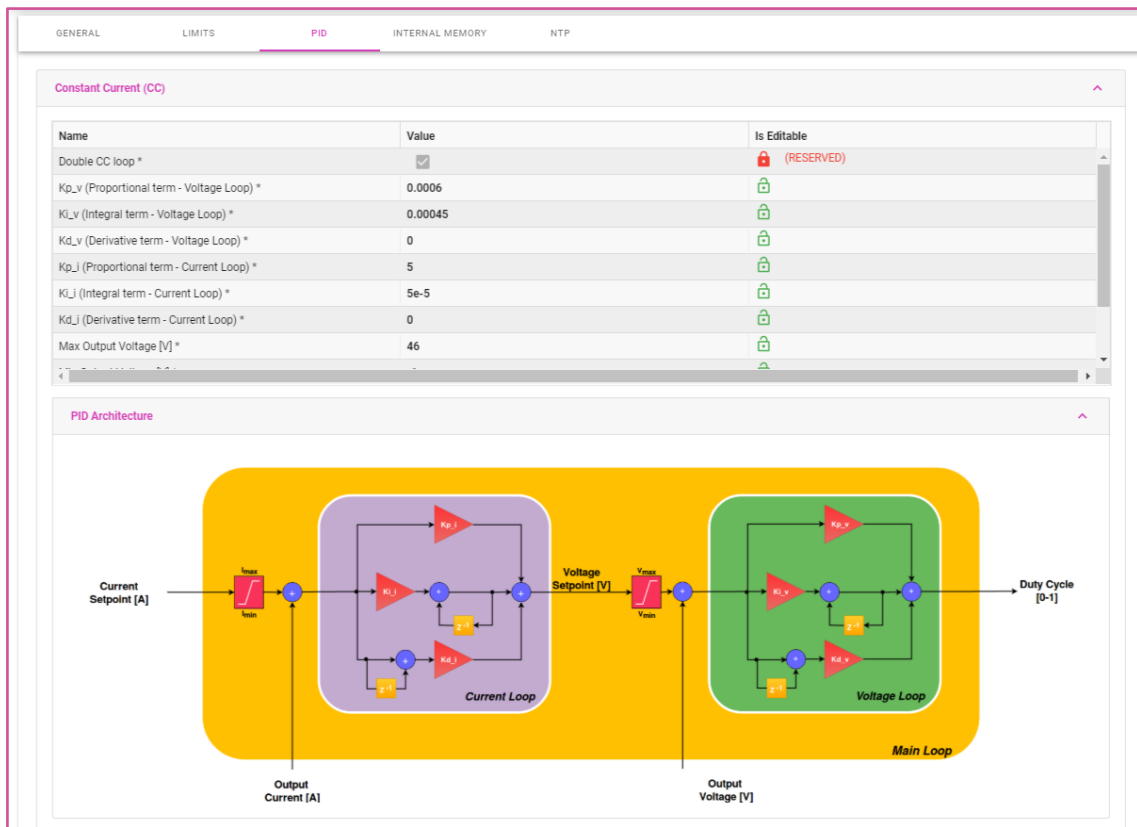 GENERAL LIMITS PID INTERNAL MEMORY NTP
Constant Current (CC)
Name Value Is Editable
Double CC loop * (RESERVED)
Kp_v (Proportional term - Voltage Loop) * 0.0006
Ki_v (Integral term - Voltage Loop) * 0.00045
Kd_v (Derivative term - Voltage Loop) * 0
Kp_i (Proportional term - Current Loop) * 5
Ki_i (Integral term - Current Loop) * 5e-5
Kd_i (Derivative term - Current Loop) * 0
Max Output Voltage [V] * 46
PID Architecture
Current
Setpoint [A]
Imax
Imin
+
Kp_i
Ki_i
+
z-1
+
z-1
+
Kd_i
Current Loop
Voltage
Setpoint [V]
Vmax
Vmin
+
Kp_v
Ki_v
+
z-1
+
z-1
+
Kd_v
Voltage Loop
Duty Cycle
[0-1]
Main Loop
Output
Current [A]
Output
Voltage [V]